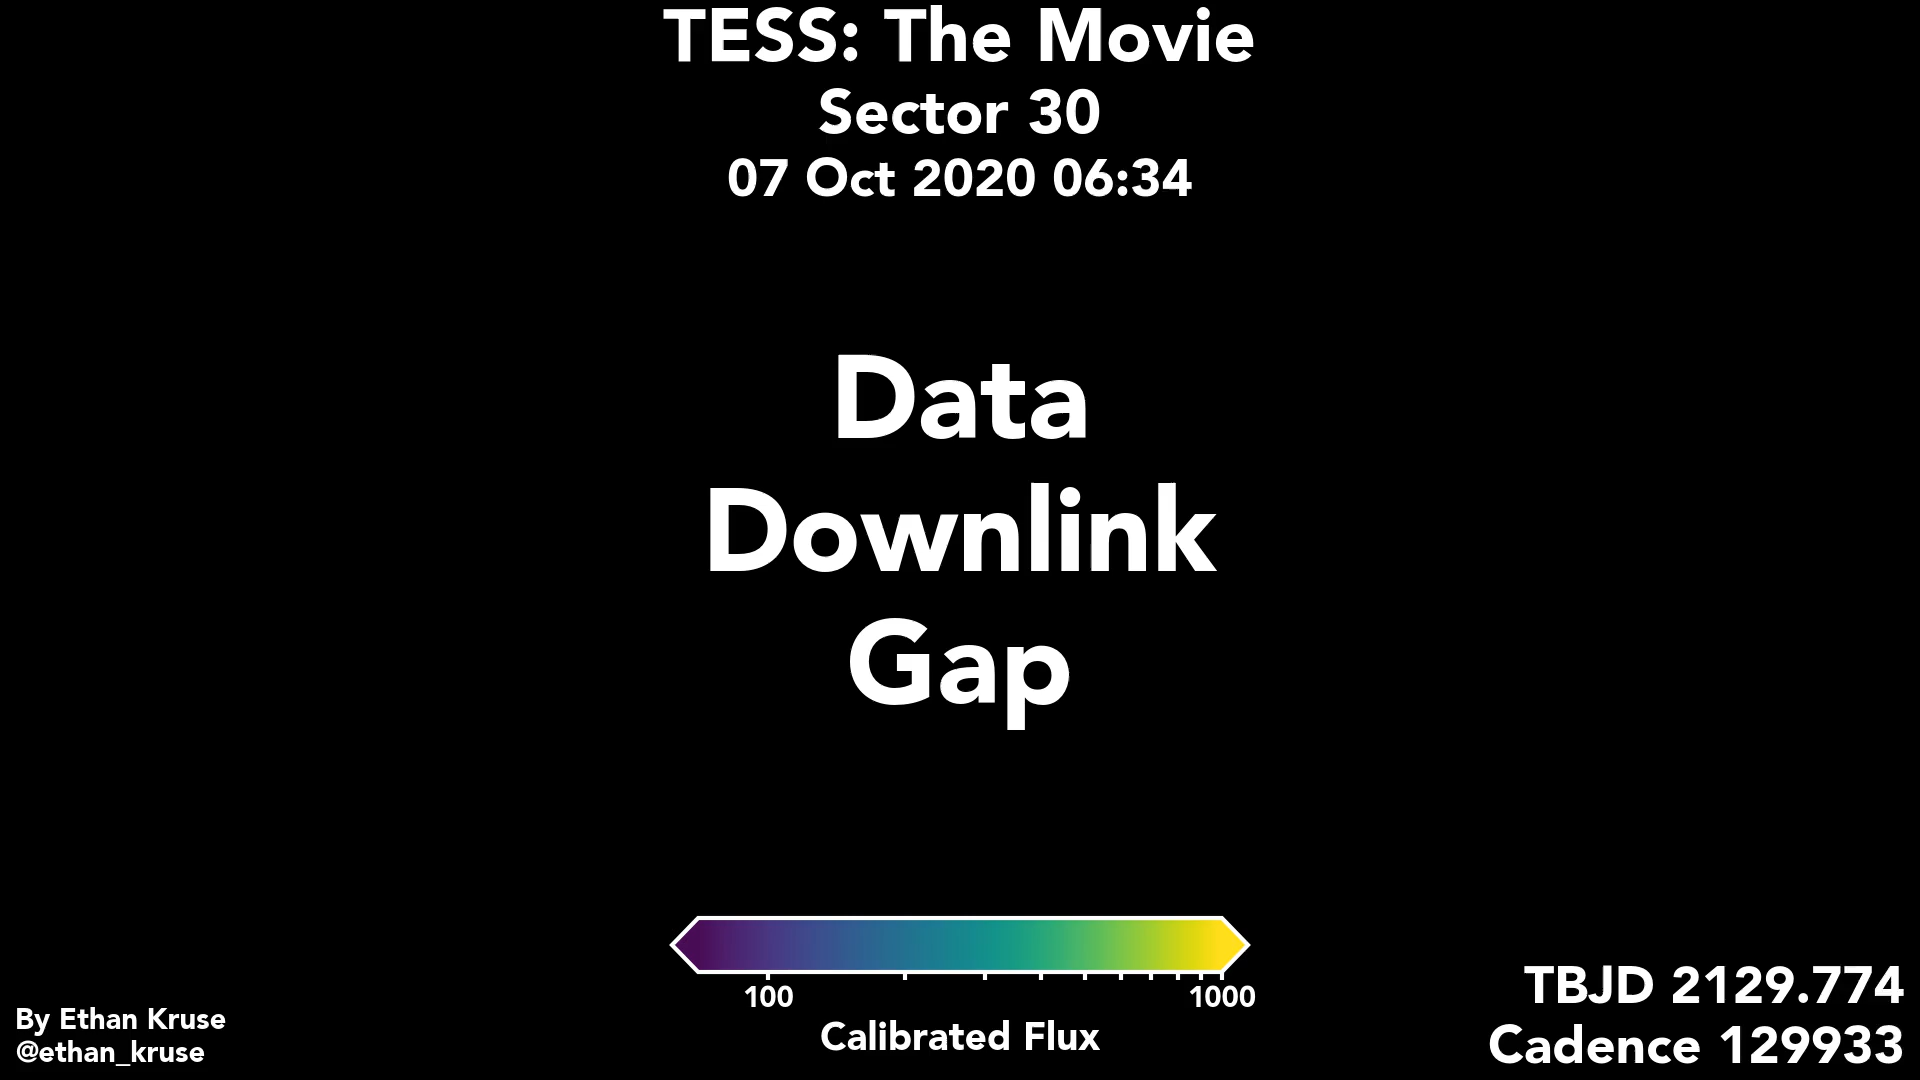 TESS: The Movie
Sector 30
07 Oct 2020 06:34
Data
Downlink
Gap
100 1000
Calibrated Flux
By Ethan Kruse
@ethan_kruse
TBJD 2129.774
Cadence 129933